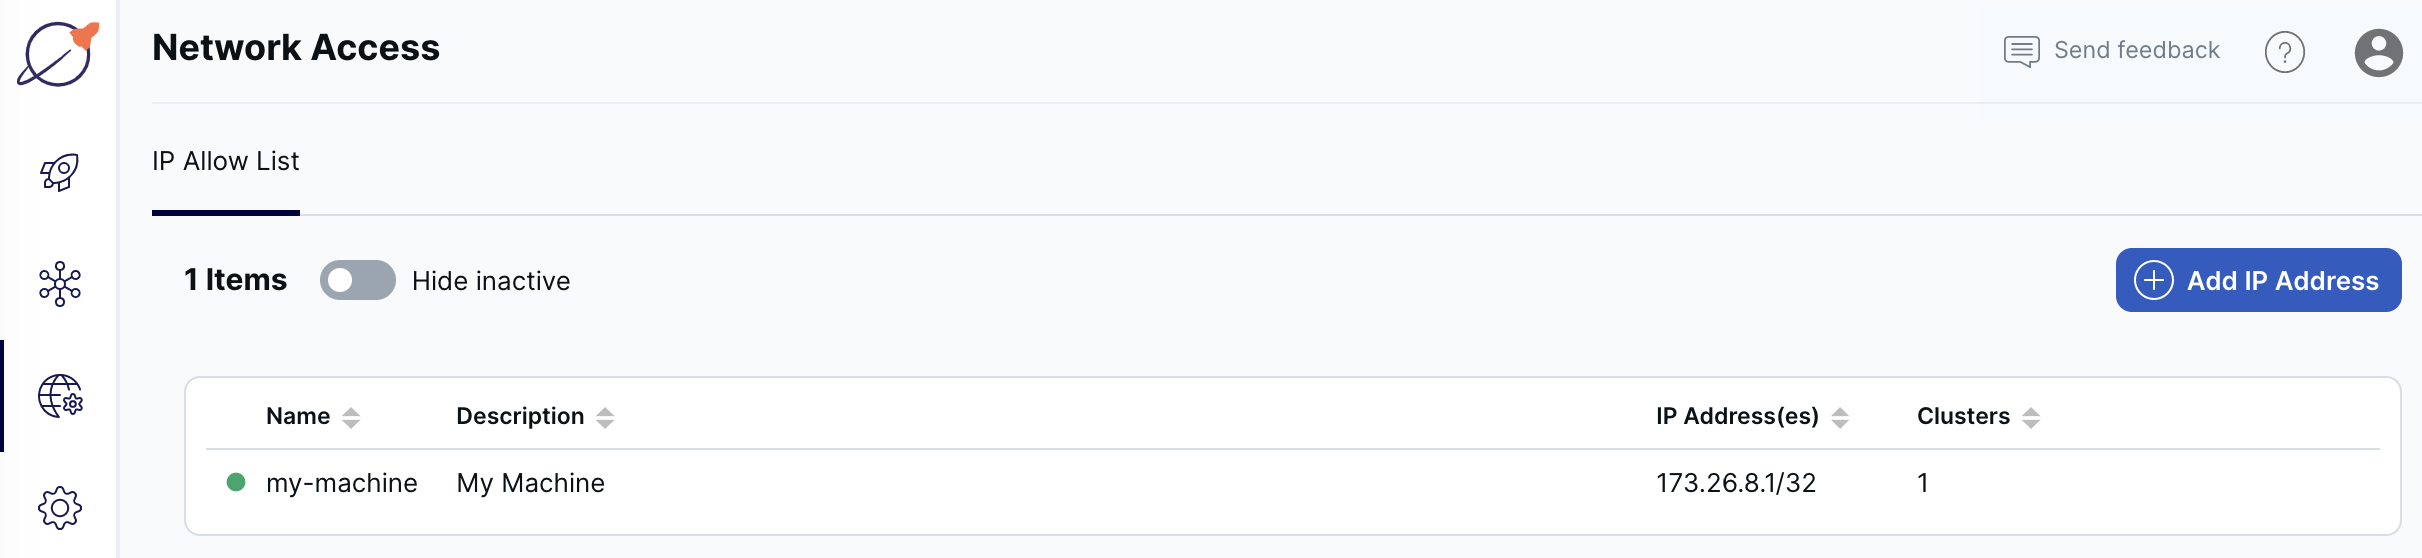 Network Access
Send feedback
?
IP Allow List
1 Items
Hide inactive
Add IP Address
Name Description IP Address(es) Clusters
my-machine My Machine 173.26.8.1/32 1